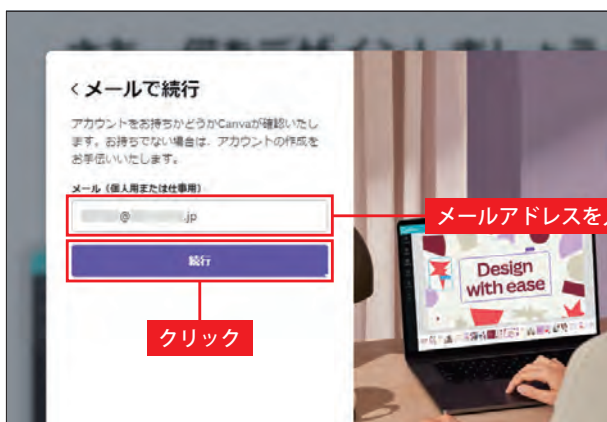 <メールで続行
アカウントをお持ちかどうかCanvaが確認いたし
ます。お持ちでない場合は、アカウントの作成を
お手伝いいたします。
メール（個人用または仕事用）
@ .jp
メールアドレスを
続行
クリック
Design
with ease